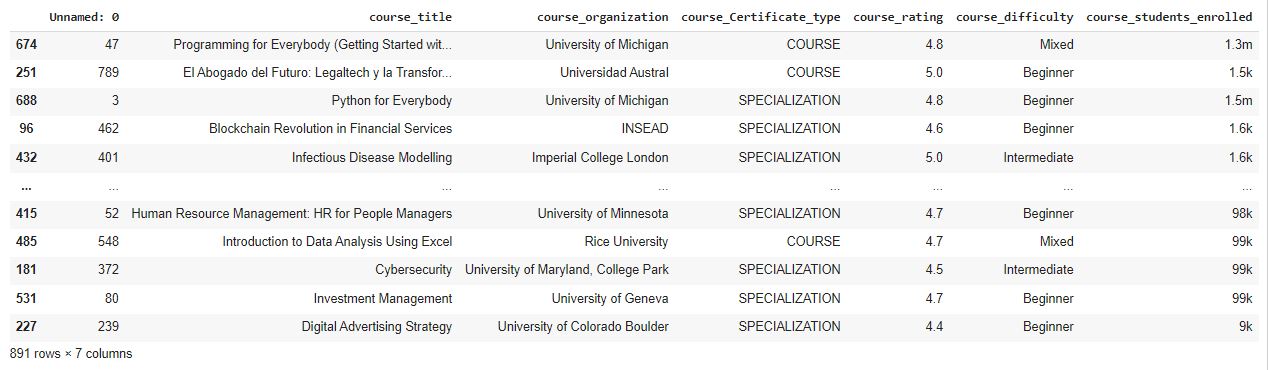 Unnamed: 0 course_title course_organization course_Certificate_type course_rating course_difficulty course_students_enrolled
674 47 Programming for Everybody (Getting Started wit... University of Michigan COURSE 4.8 Mixed 1.3m
251 789 El Abogado del Futuro: Legaltech y la Transfor... Universidad Austral COURSE 5.0 Beginner 1.5k
688 3 Python for Everybody University of Michigan SPECIALIZATION 4.8 Beginner 1.5m
96 462 Blockchain Revolution in Financial Services INSEAD SPECIALIZATION 4.6 Beginner 1.6k
432 401 Infectious Disease Modelling Imperial College London SPECIALIZATION 5.0 Intermediate 1.6k
... ... ... ... ... ... ... ...
415 52 Human Resource Management: HR for People Managers University of Minnesota SPECIALIZATION 4.7 Beginner 98k
485 548 Introduction to Data Analysis Using Excel Rice University COURSE 4.7 Mixed 99k
181 372 Cybersecurity University of Maryland, College Park SPECIALIZATION 4.5 Intermediate 99k
531 80 Investment Management University of Geneva SPECIALIZATION 4.7 Beginner 99k
227 239 Digital Advertising Strategy University of Colorado Boulder SPECIALIZATION 4.4 Beginner 9k
891 rows × 7 columns